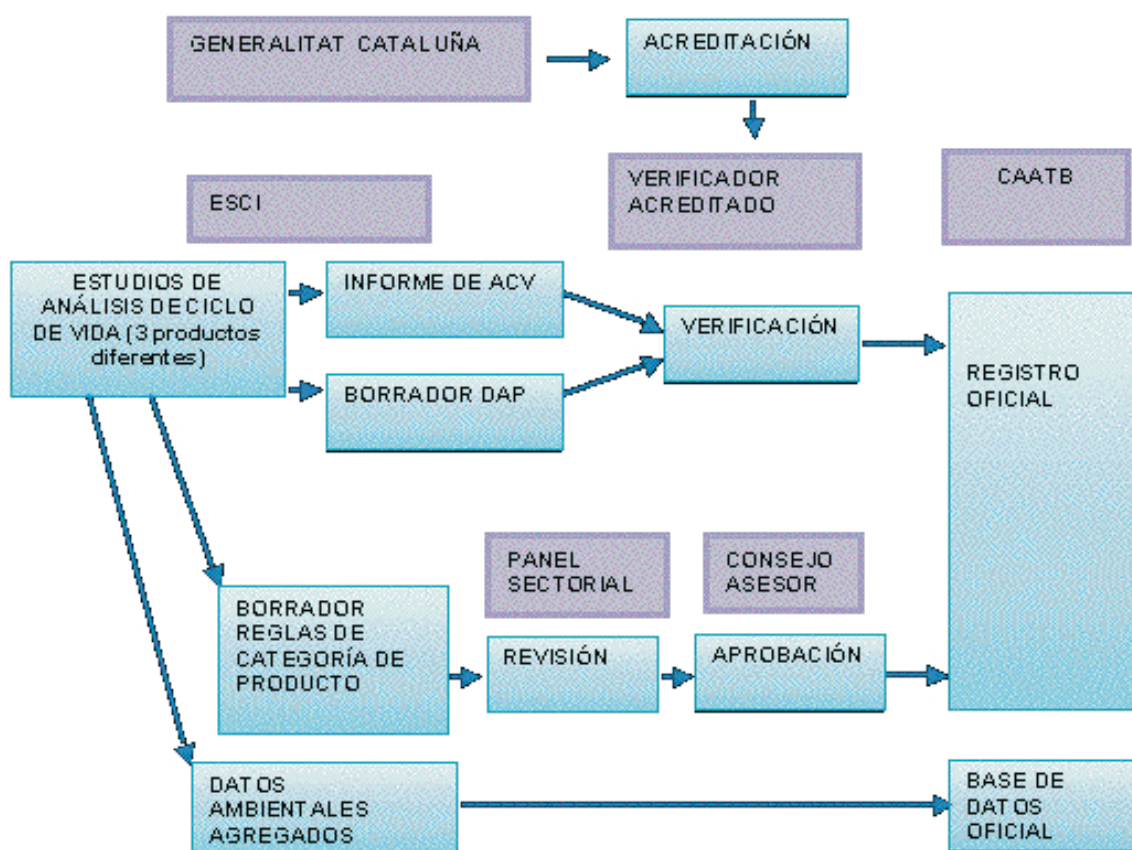 GENERALITAT CATALUÑA
ACREDITACIÓN
VERIFICADOR
ACREDITADO
CAATB
ESCI
ESTUDIOS DE
ANÁLISIS DE CICLO
DE VIDA (3 productos
diferentes)
INFORME DE ACV
VERIFICACIÓN
BORRADOR DAP
REGISTRO
OFICIAL
PANEL
SECTORIAL
CONSEJO
ASESOR
BORRADOR
REGLAS DE
CATEGORÍA DE
PRODUCTO
REVISIÓN
APROBACIÓN
DATOS
AMBIENTALES
AGREGADOS
BASE DE
DATOS
OFICIAL